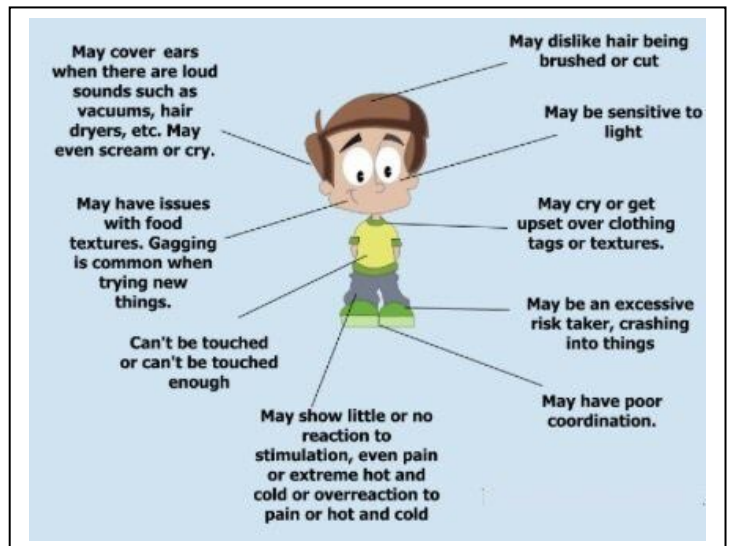 May cover ears
when there are loud
sounds such as
vacuums, hair
dryers, etc. May
even scream or cry.
May dislike hair being
brushed or cut
May be sensitive to
light
May have issues
with food
textures. Gagging
is common when
trying new
things.
May cry or get
upset over clothing
tags or textures.
Can't be touched
or can't be touched
enough
May be an excessive
risk taker, crashing
into things
May have poor
coordination.
May show little or no
reaction to
stimulation, even pain
or extreme hot and
cold or overreaction to
pain or hot and cold